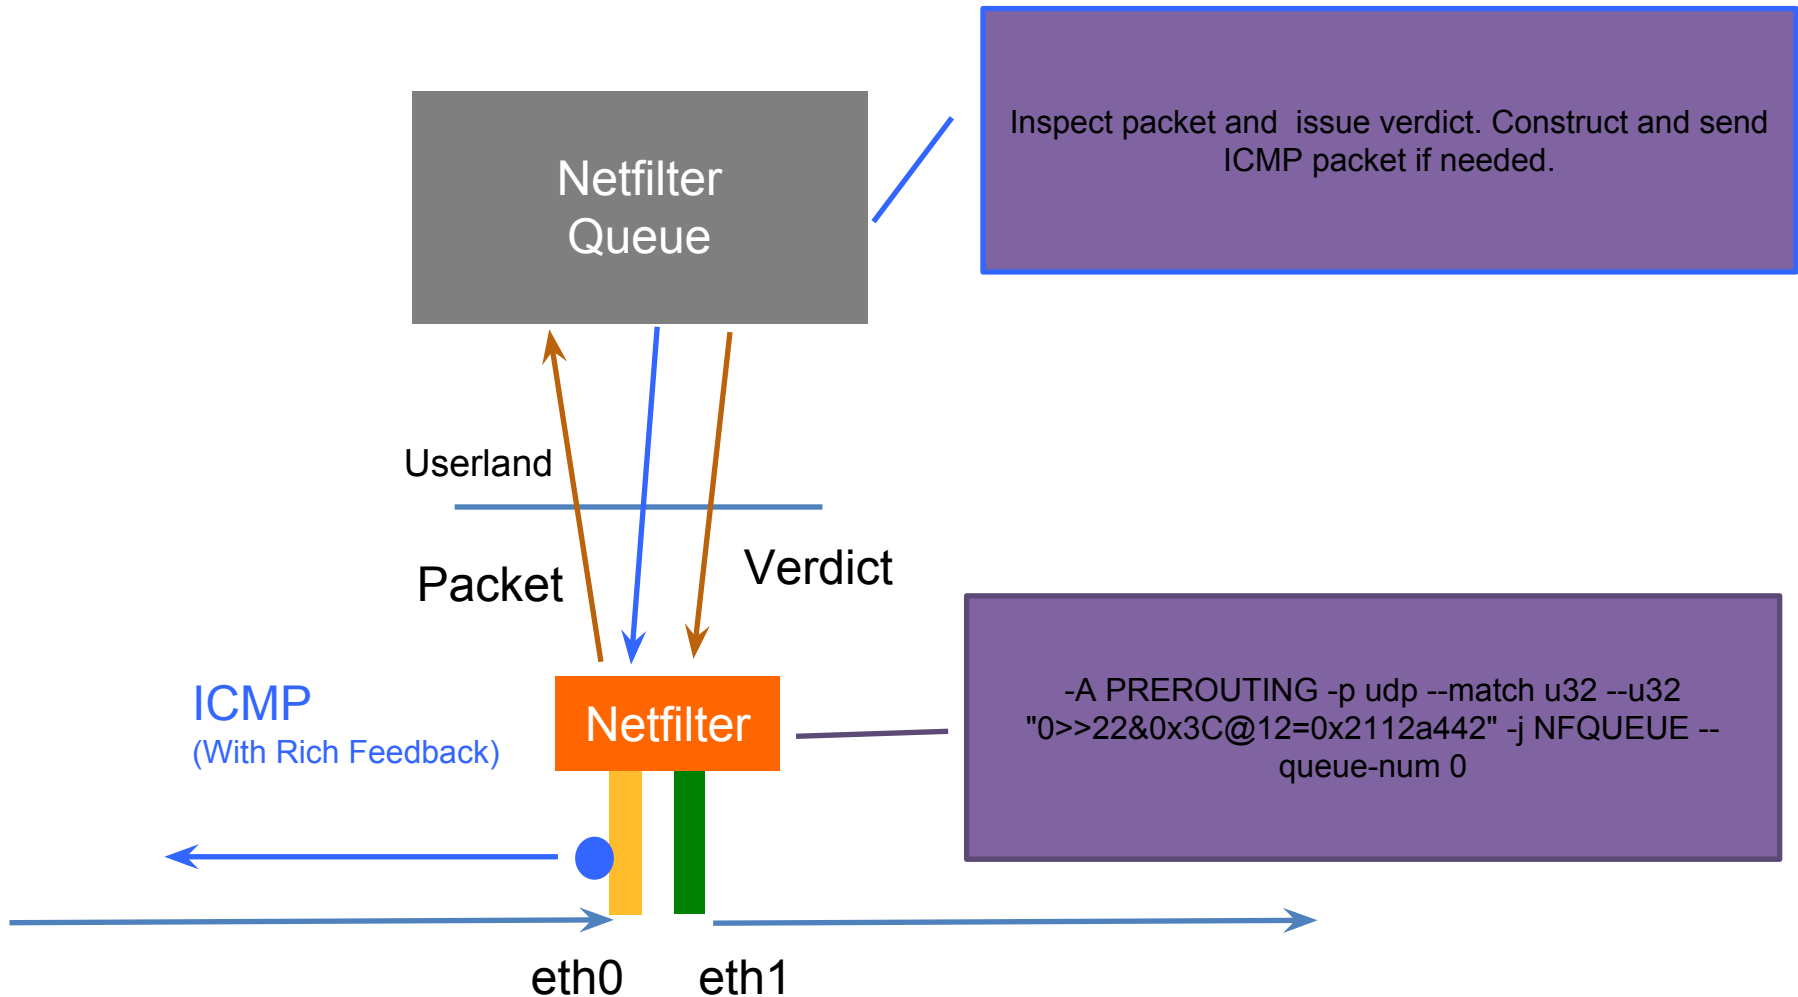 Inspect packet and  issue verdict. Construct and send
ICMP packet if needed.
Netfilter
Queue
Userland
Packet
Verdict
ICMP
(With Rich Feedback)
Netfilter
-A PREROUTING -p udp --match u32 --u32
"0>>22&0x3C@12=0x2112a442" -j NFQUEUE --
queue-num 0
eth0
eth1